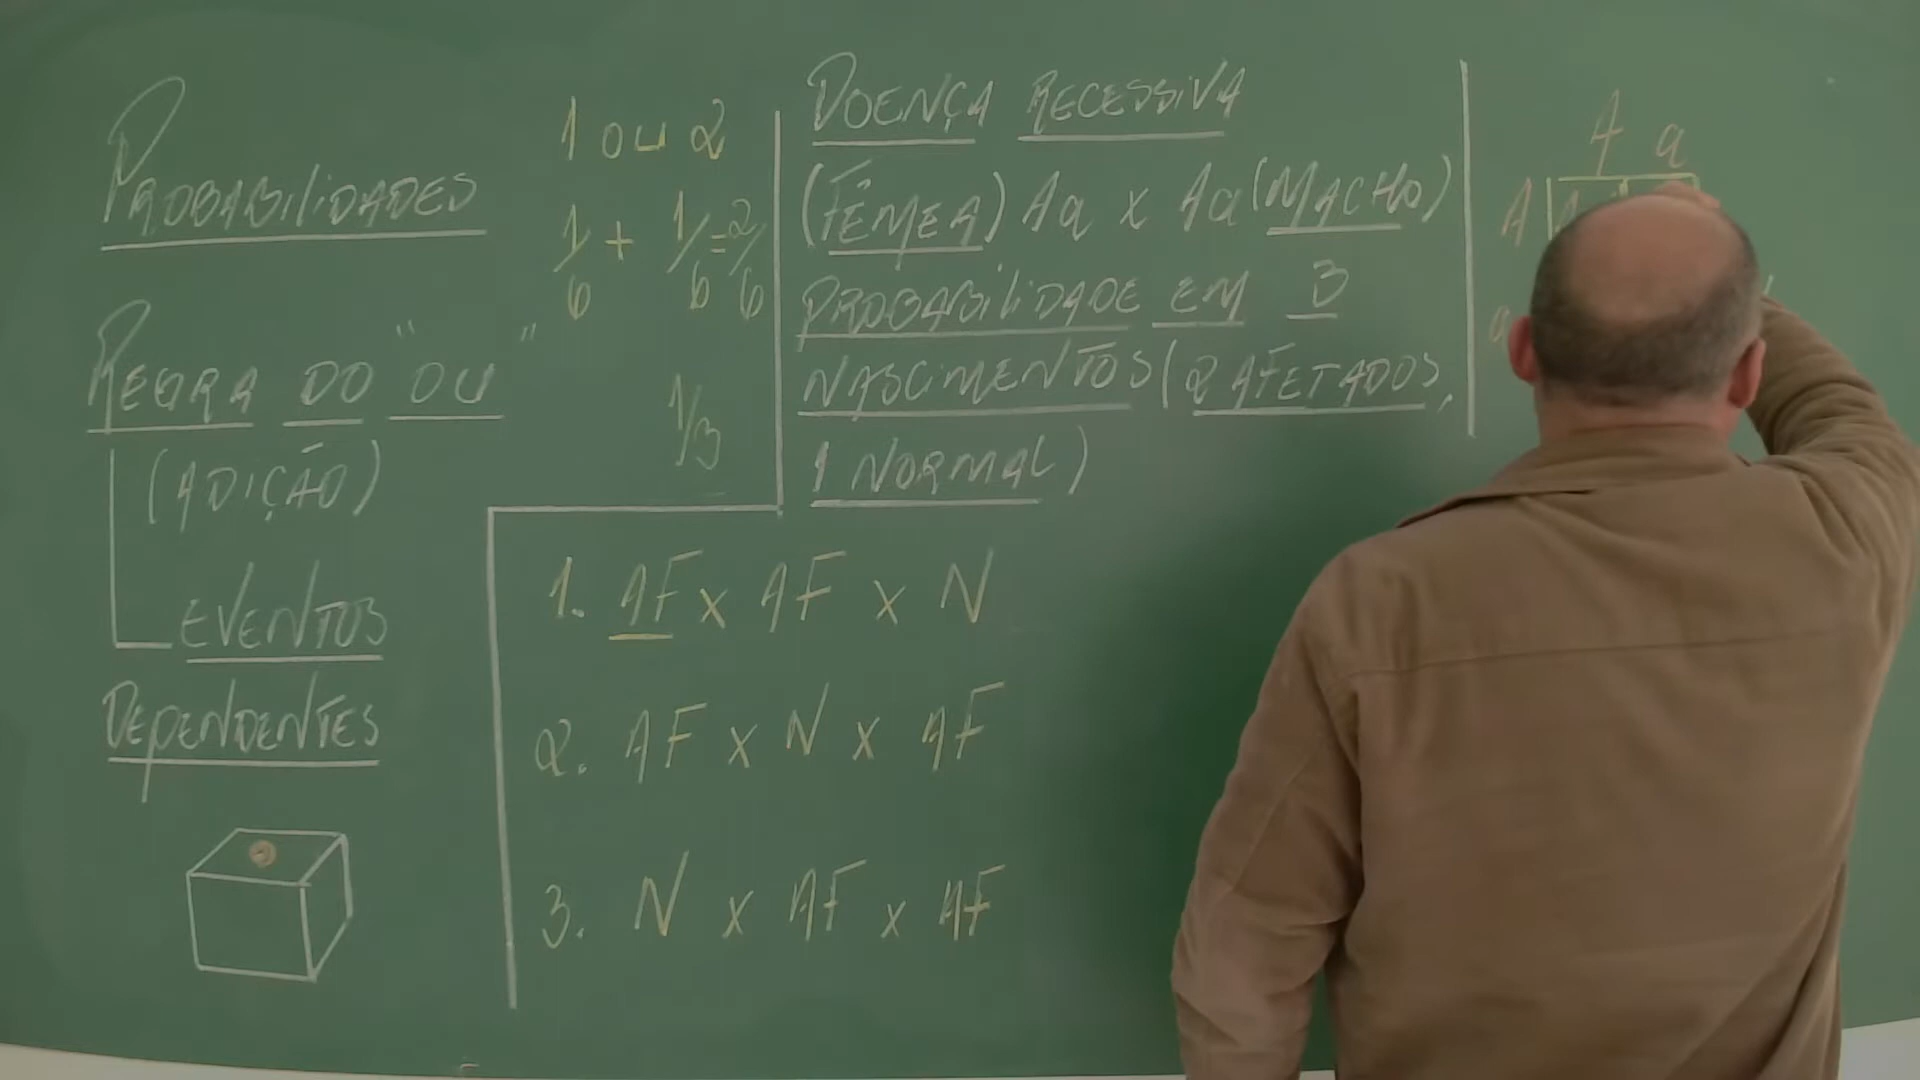 PROBABILIDADES
REGRA DO "OU"
(ADIÇÃO)
EVENTOS
DEPENDENTES
1 OU 2
1/6 + 1/6 = 2/6
1/3
DOENÇA RECESSIVA
(FÊMEA) Aa x Aa (MACHO)
PROBABILIDADE EM 3
NASCIMENTOS (2 AFETADOS,
1 NORMAL)
1. AF x AF x N
2. AF x N x AF
3. N x AF x AF
A a
A
a